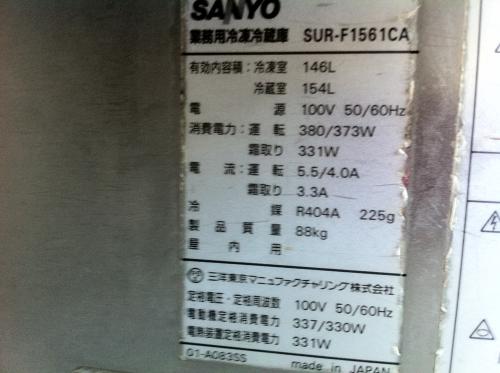 SANYO
業務用冷凍冷蔵庫 SUR-F1561CA
有効内容積：冷凍室 146L
冷蔵室 154L
電 源 100V 50/60Hz
消費電力：運 転 380/373W
霜取り 331W
電 流：運 転 5.5/4.0A
霜取り 3.3A
冷 媒 R404A 225g
製品質量 88kg
屋内用
三洋東京マニュファクチャリング株式会社
定格電圧・定格周波数 100V 50/60Hz
電動機定格消費電力 337/330W
電熱装置定格消費電力 331W
G1-A083SS made in JAPAN